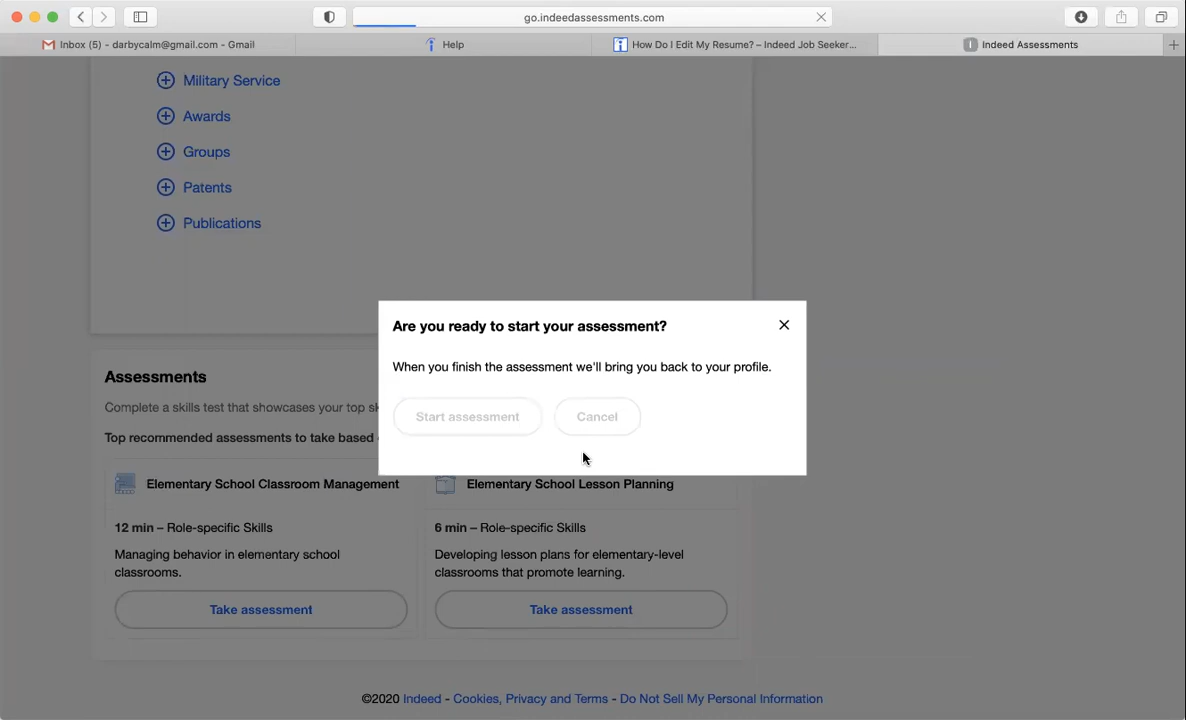 go.indeedassessments.com
Inbox (5) - darbycalm@gmail.com - Gmail
Help
How Do I Edit My Resume? – Indeed Job Seeker...
Indeed Assessments
Military Service
Awards
Groups
Patents
Publications
Are you ready to start your assessment?
When you finish the assessment we'll bring you back to your profile.
Start assessment
Cancel
Assessments
Complete a skills test that showcases your top sk
Top recommended assessments to take based
Elementary School Classroom Management
12 min – Role-specific Skills
Managing behavior in elementary school
classrooms.
Take assessment
Elementary School Lesson Planning
6 min – Role-specific Skills
Developing lesson plans for elementary-level
classrooms that promote learning.
Take assessment
©2020 Indeed - Cookies, Privacy and Terms - Do Not Sell My Personal Information